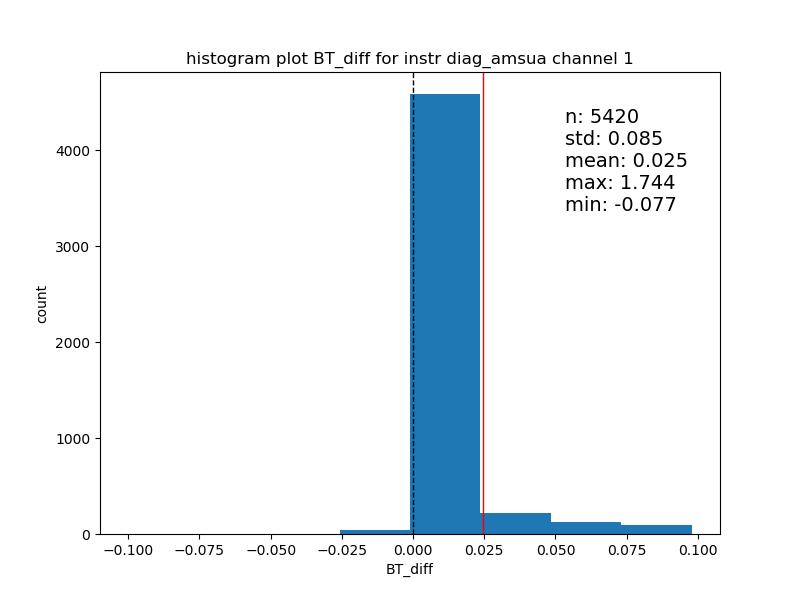 histogram plot BT_diff for instr diag_amsua channel 1
n: 5420
std: 0.085
mean: 0.025
max: 1.744
min: -0.077
count
4000
3000
2000
1000
0
−0.100 −0.075 −0.050 −0.025 0.000 0.025 0.050 0.075 0.100
BT_diff